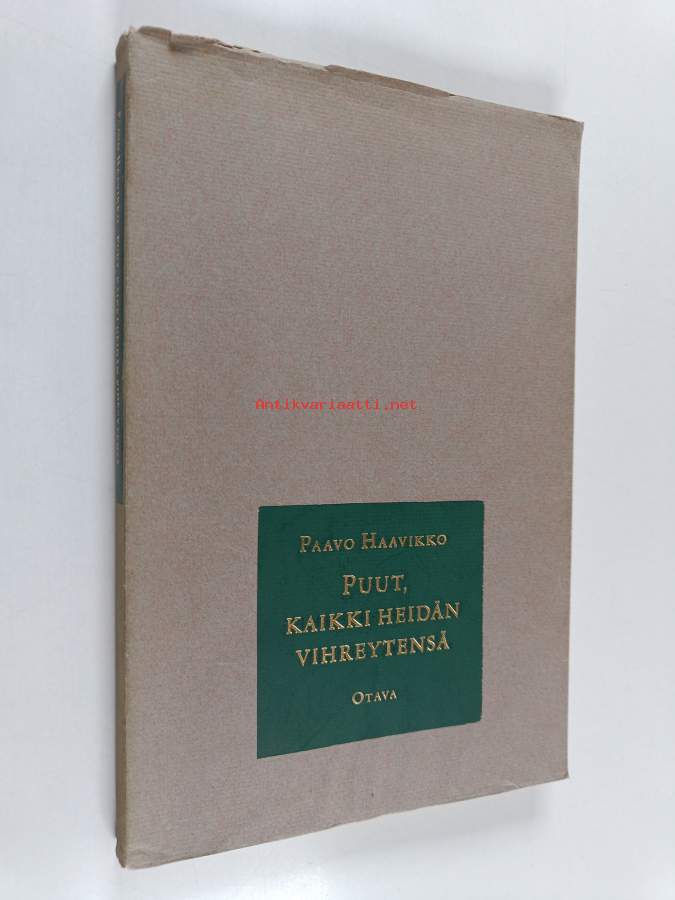 Antikvariaatti.net
PAAVO HAAVIKKO
PUUT,
KAIKKI HEIDÄN
VIHREYTENSÄ
OTAVA